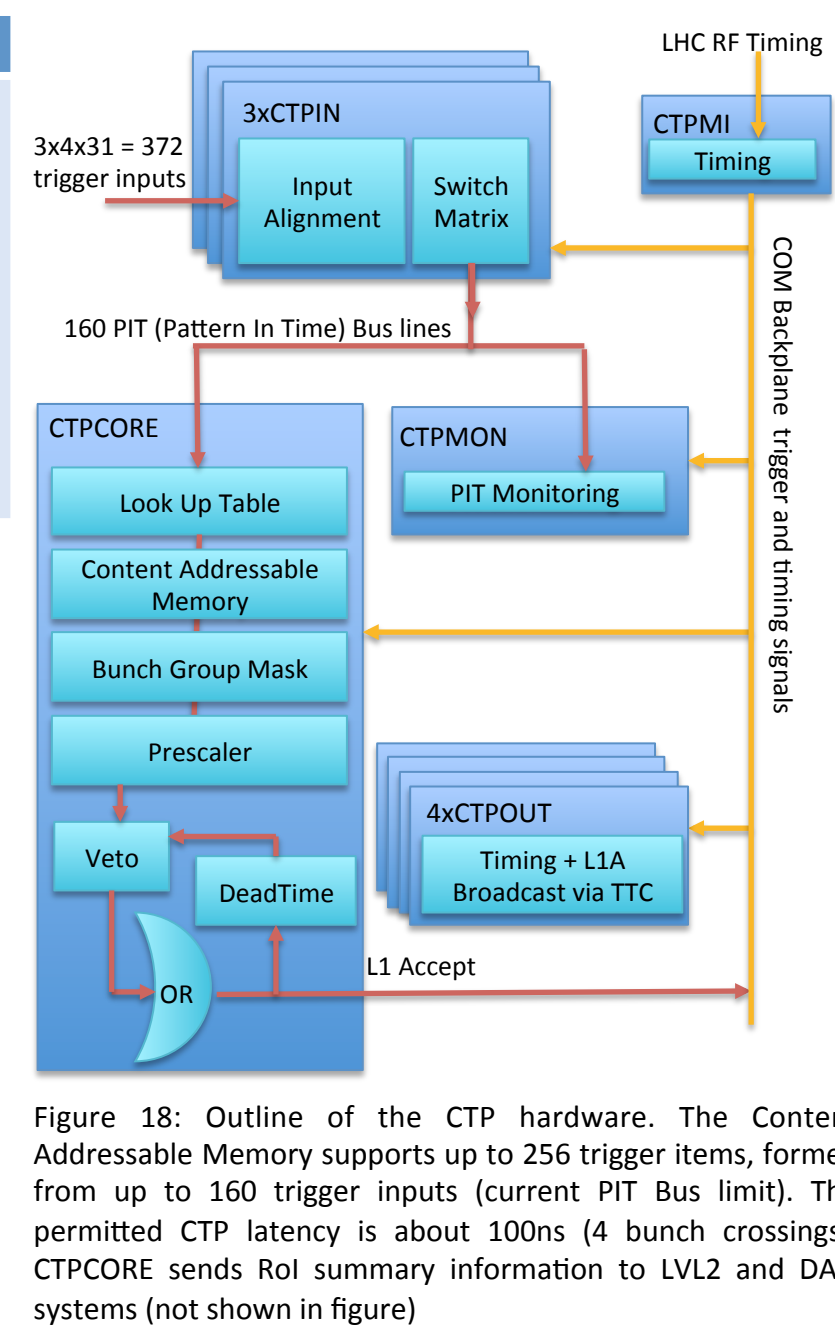 LHC RF Timing
3xCTPIN
CTPMI
Timing
3x4x31 = 372
trigger inputs
Input
Alignment
Switch
Matrix
COM Backplane trigger and timing signals
160 PIT (Pattern In Time) Bus lines
CTPCORE
CTPMON
Look Up Table
PIT Monitoring
Content Addressable
Memory
Bunch Group Mask
Prescaler
4xCTPOUT
Veto
Timing + L1A
Broadcast via TTC
DeadTime
L1 Accept
OR
Figure 18: Outline of the CTP hardware. The Conten
Addressable Memory supports up to 256 trigger items, forme
from up to 160 trigger inputs (current PIT Bus limit). Th
permitted CTP latency is about 100ns (4 bunch crossings
CTPCORE sends RoI summary information to LVL2 and DA
systems (not shown in figure)